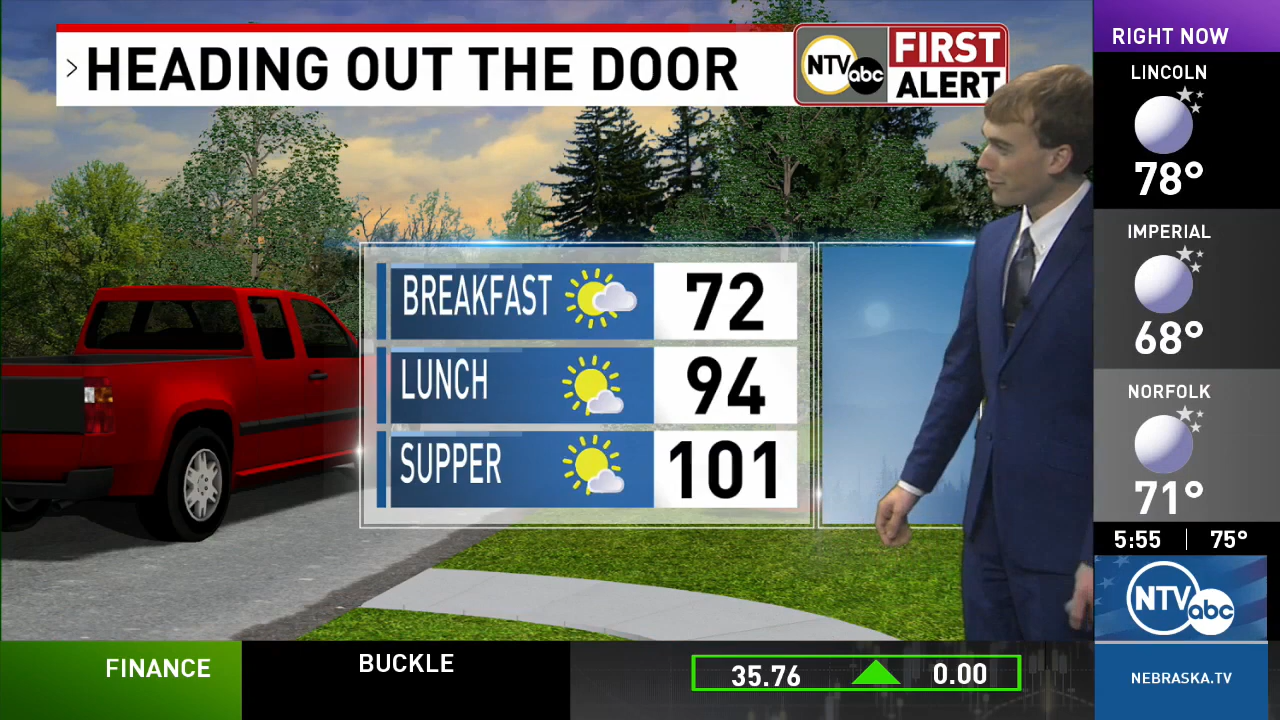 > HEADING OUT THE DOOR
NTV abc FIRST ALERT
BREAKFAST 72
LUNCH 94
SUPPER 101
RIGHT NOW
LINCOLN
78°
IMPERIAL
68°
NORFOLK
71°
5:55 | 75°
NTV abc
NEBRASKA.TV
FINANCE BUCKLE 35.76 0.00